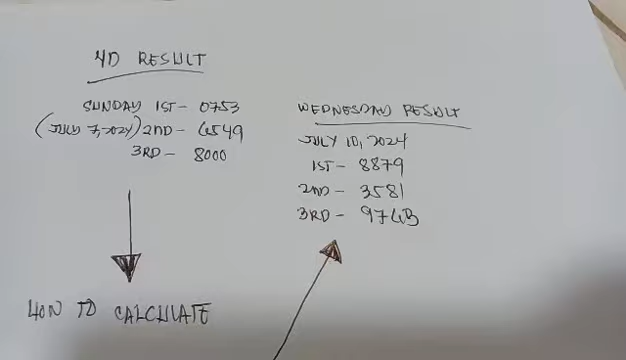 4D RESULT
SUNDAY 1ST - 0753
(JULY 7, 2024) 2ND - 6549
3RD - 8000
HOW TO CALCULATE
WEDNESDAY RESULT
JULY 10, 2024
1ST - 8879
2ND - 3581
3RD -